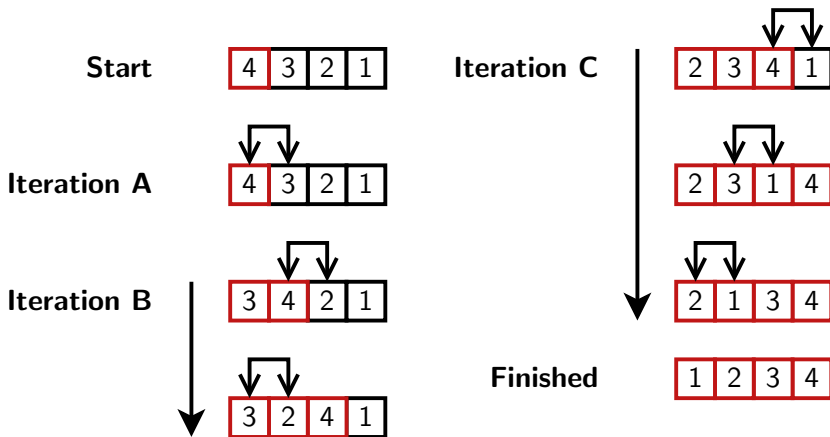 Start 4 3 2 1
Iteration A 4 3 2 1
Iteration B 3 4 2 1
3 2 4 1
Iteration C 2 3 4 1
2 3 1 4
2 1 3 4
Finished 1 2 3 4